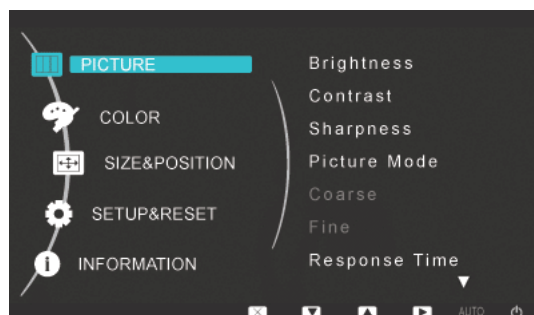 PICTURE
COLOR
SIZE&POSITION
SETUP&RESET
INFORMATION
Brightness
Contrast
Sharpness
Picture Mode
Coarse
Fine
Response Time
AUTO